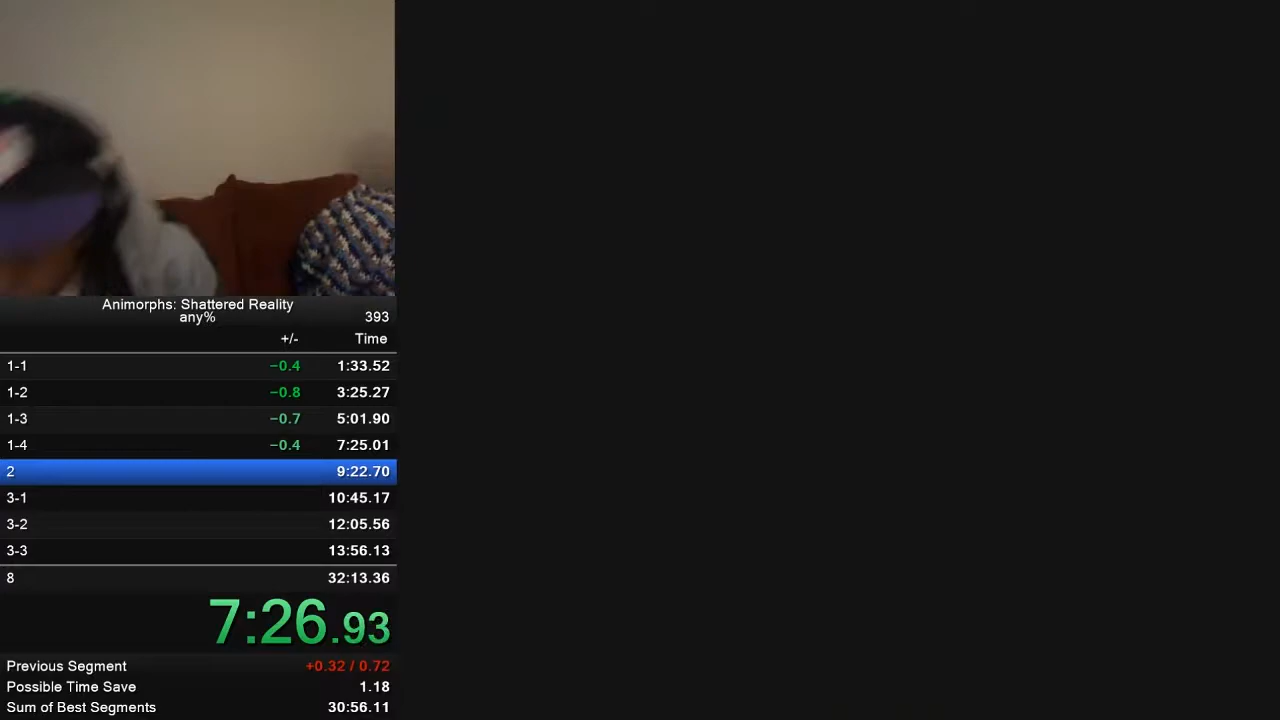 Animorphs: Shattered Reality
any% 393
+/- Time
1-1 −0.4 1:33.52
1-2 −0.8 3:25.27
1-3 −0.7 5:01.90
1-4 −0.4 7:25.01
2 9:22.70
3-1 10:45.17
3-2 12:05.56
3-3 13:56.13
8 32:13.36
7:26.93
Previous Segment +0.32 / 0.72
Possible Time Save 1.18
Sum of Best Segments 30:56.11